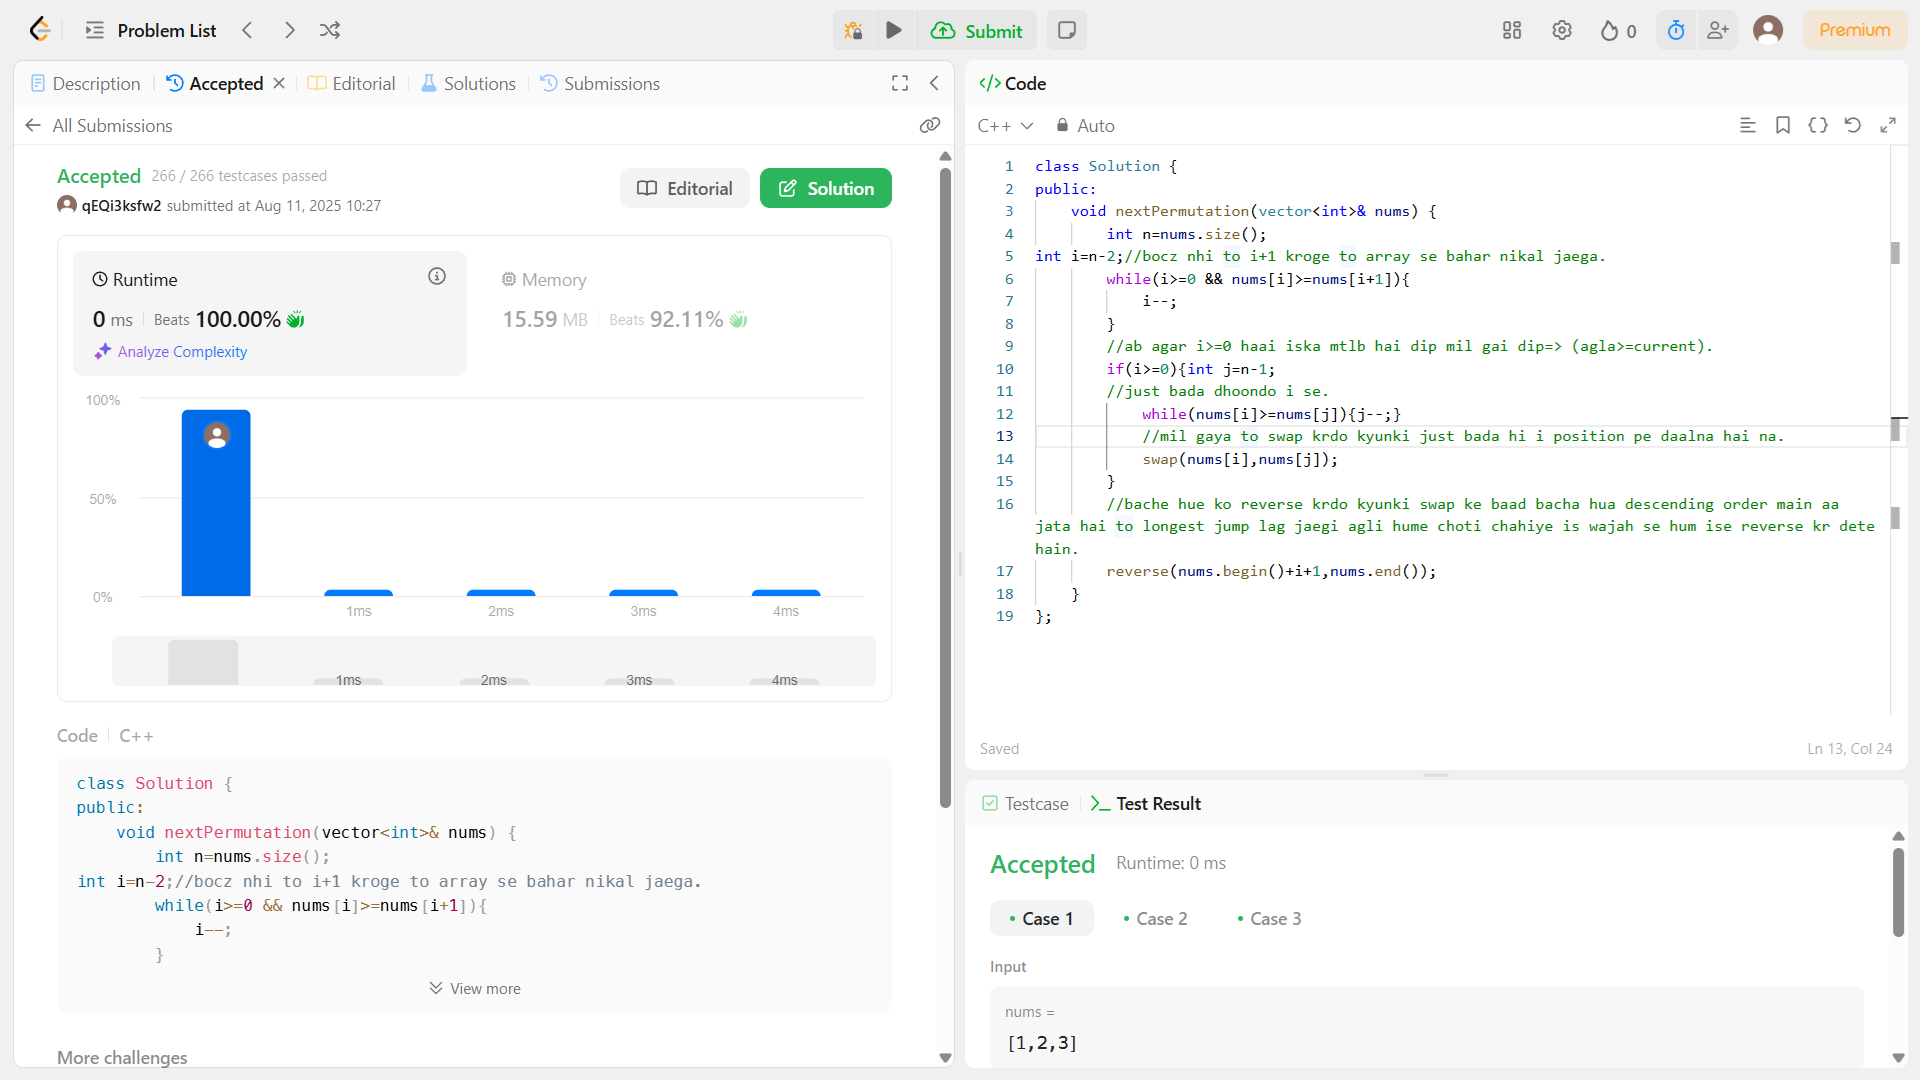 Problem List
Submit
0
Premium
Description
Accepted
Editorial
Solutions
Submissions
All Submissions
Accepted 266 / 266 testcases passed
qEQi3ksfw2 submitted at Aug 11, 2025 10:27
Editorial
Solution
Runtime
0 ms Beats 100.00%
Analyze Complexity
Memory
15.59 MB Beats 92.11%
100%
50%
0%
1ms 2ms 3ms 4ms
1ms 2ms 3ms 4ms
Code C++
class Solution {
public:
    void nextPermutation(vector<int>& nums) {
        int n=nums.size();
int i=n-2;//bocz nhi to i+1 kroge to array se bahar nikal jaega.
        while(i>=0 && nums[i]>=nums[i+1]){
            i--;
        }
View more
More challenges
Code
C++ Auto
1 class Solution {
2 public:
3     void nextPermutation(vector<int>& nums) {
4         int n=nums.size();
5 int i=n-2;//bocz nhi to i+1 kroge to array se bahar nikal jaega.
6         while(i>=0 && nums[i]>=nums[i+1]){
7             i--;
8         }
9         //ab agar i>=0 haai iska mtlb hai dip mil gai dip=> (agla>=current).
10         if(i>=0){int j=n-1;
11         //just bada dhoondo i se.
12             while(nums[i]>=nums[j]){j--;}
13             //mil gaya to swap krdo kyunki just bada hi i position pe daalna hai na.
14             swap(nums[i],nums[j]);
15         }
16         //bache hue ko reverse krdo kyunki swap ke baad bacha hua descending order main aa
jata hai to longest jump lag jaegi agli hume choti chahiye is wajah se hum ise reverse kr dete
hain.
17         reverse(nums.begin()+i+1,nums.end());
18     }
19 };
Saved
Ln 13, Col 24
Testcase
Test Result
Accepted Runtime: 0 ms
Case 1
Case 2
Case 3
Input
nums =
[1,2,3]